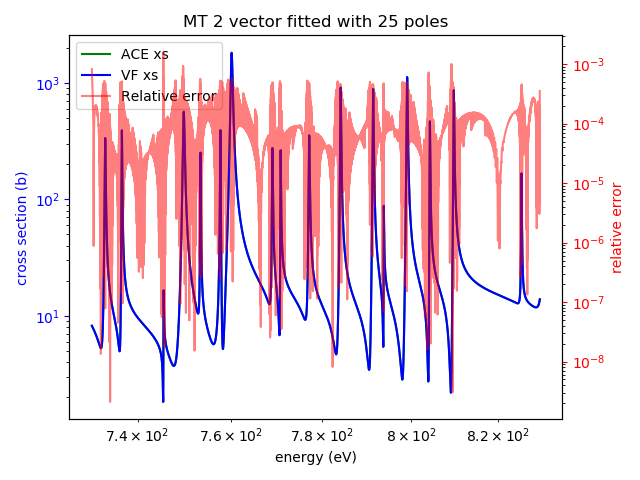 MT 2 vector fitted with 25 poles
ACE xs
VF xs
Relative error
10³
10²
10¹
cross section (b)
10⁻³
10⁻⁴
10⁻⁵
10⁻⁶
10⁻⁷
10⁻⁸
relative error
7.4 × 10² 7.6 × 10² 7.8 × 10² 8 × 10² 8.2 × 10²
energy (eV)